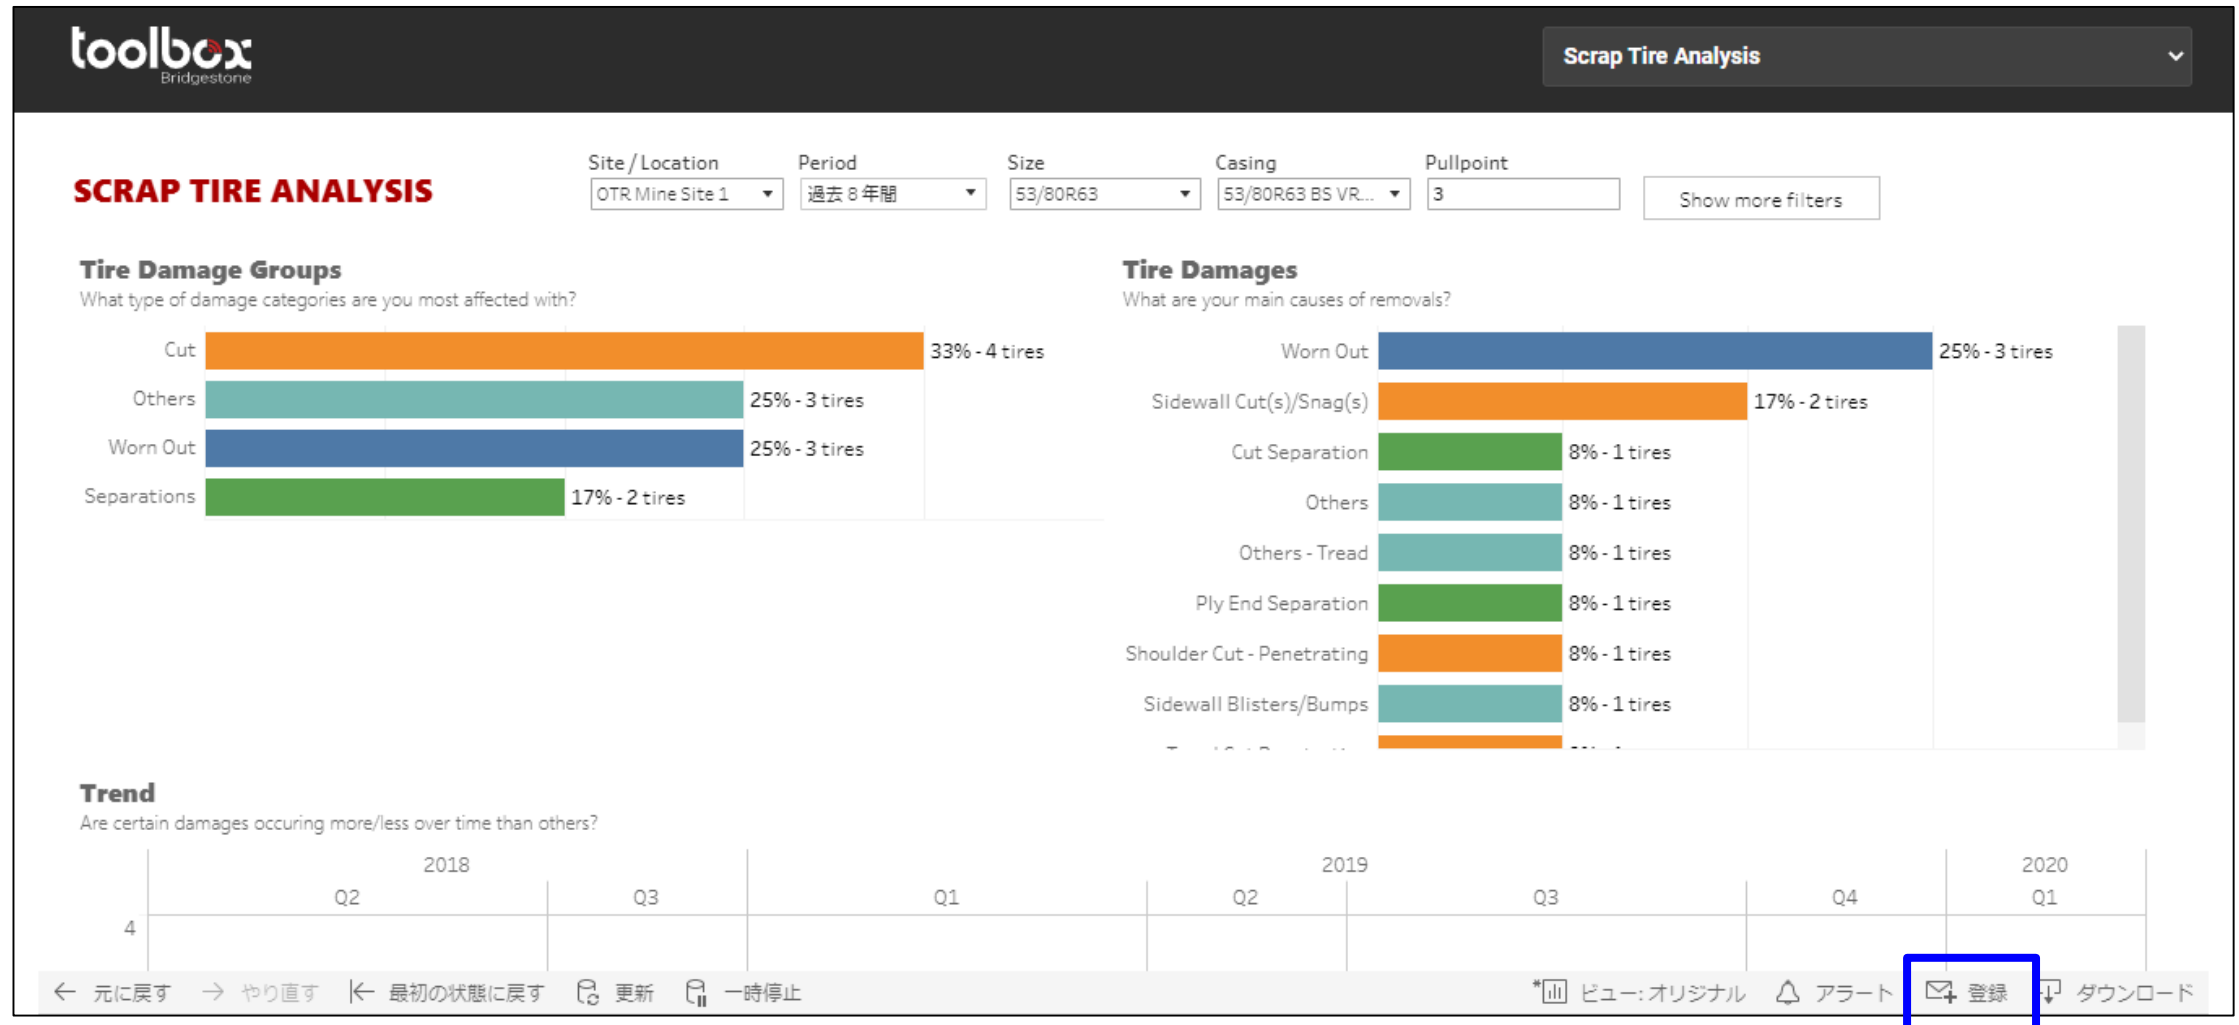 toolbox
Bridgestone
Scrap Tire Analysis
SCRAP TIRE ANALYSIS
Site / Location
OTR Mine Site 1
Period
過去 8 年間
Size
53/80R63
Casing
53/80R63 BS VR...
Pullpoint
3
Show more filters
Tire Damage Groups
What type of damage categories are you most affected with?
Cut 33% - 4 tires
Others 25% - 3 tires
Worn Out 25% - 3 tires
Separations 17% - 2 tires
Tire Damages
What are your main causes of removals?
Worn Out 25% - 3 tires
Sidewall Cut(s)/Snag(s) 17% - 2 tires
Cut Separation 8% - 1 tires
Others 8% - 1 tires
Others - Tread 8% - 1 tires
Ply End Separation 8% - 1 tires
Shoulder Cut - Penetrating 8% - 1 tires
Sidewall Blisters/Bumps 8% - 1 tires
Trend
Are certain damages occuring more/less over time than others?
2018 2019 2020
Q2 Q3 Q1 Q2 Q3 Q4 Q1
4
元に戻す やり直す 最初の状態に戻す 更新 一時停止 ビュー: オリジナル アラート 登録 ダウンロード